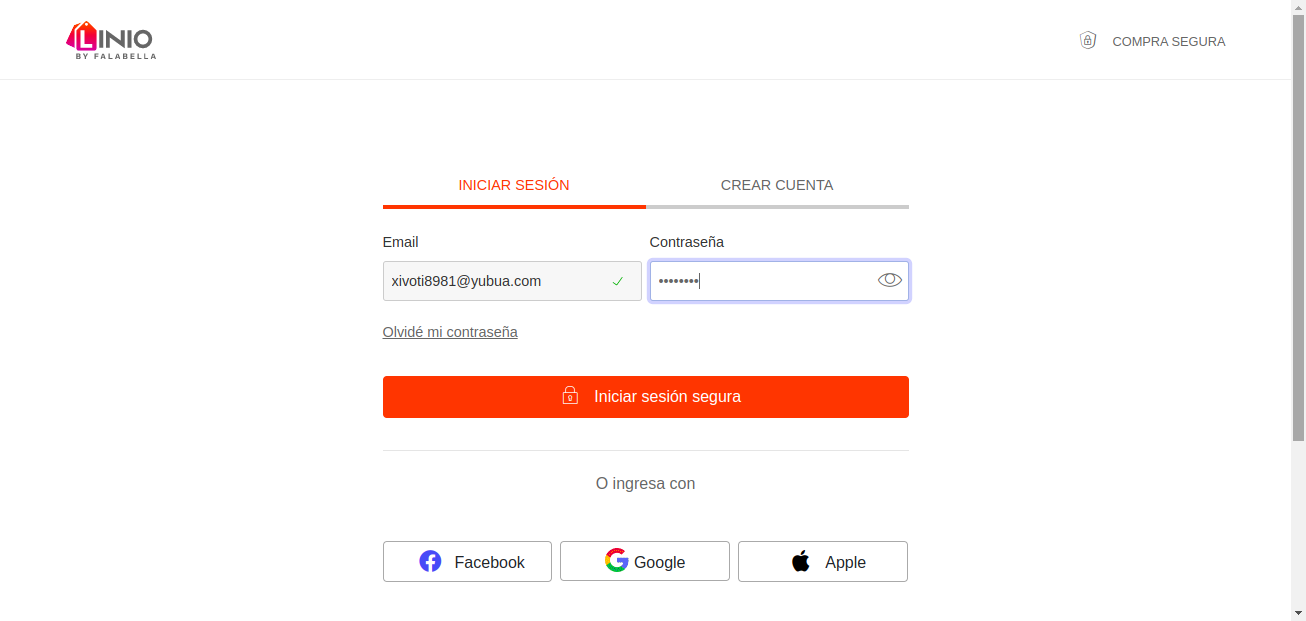 LINIO
BY FALABELLA
COMPRA SEGURA
INICIAR SESIÓN
CREAR CUENTA
Email
Contraseña
xivoti8981@yubua.com
••••••••
Olvidé mi contraseña
Iniciar sesión segura
O ingresa con
Facebook
Google
Apple